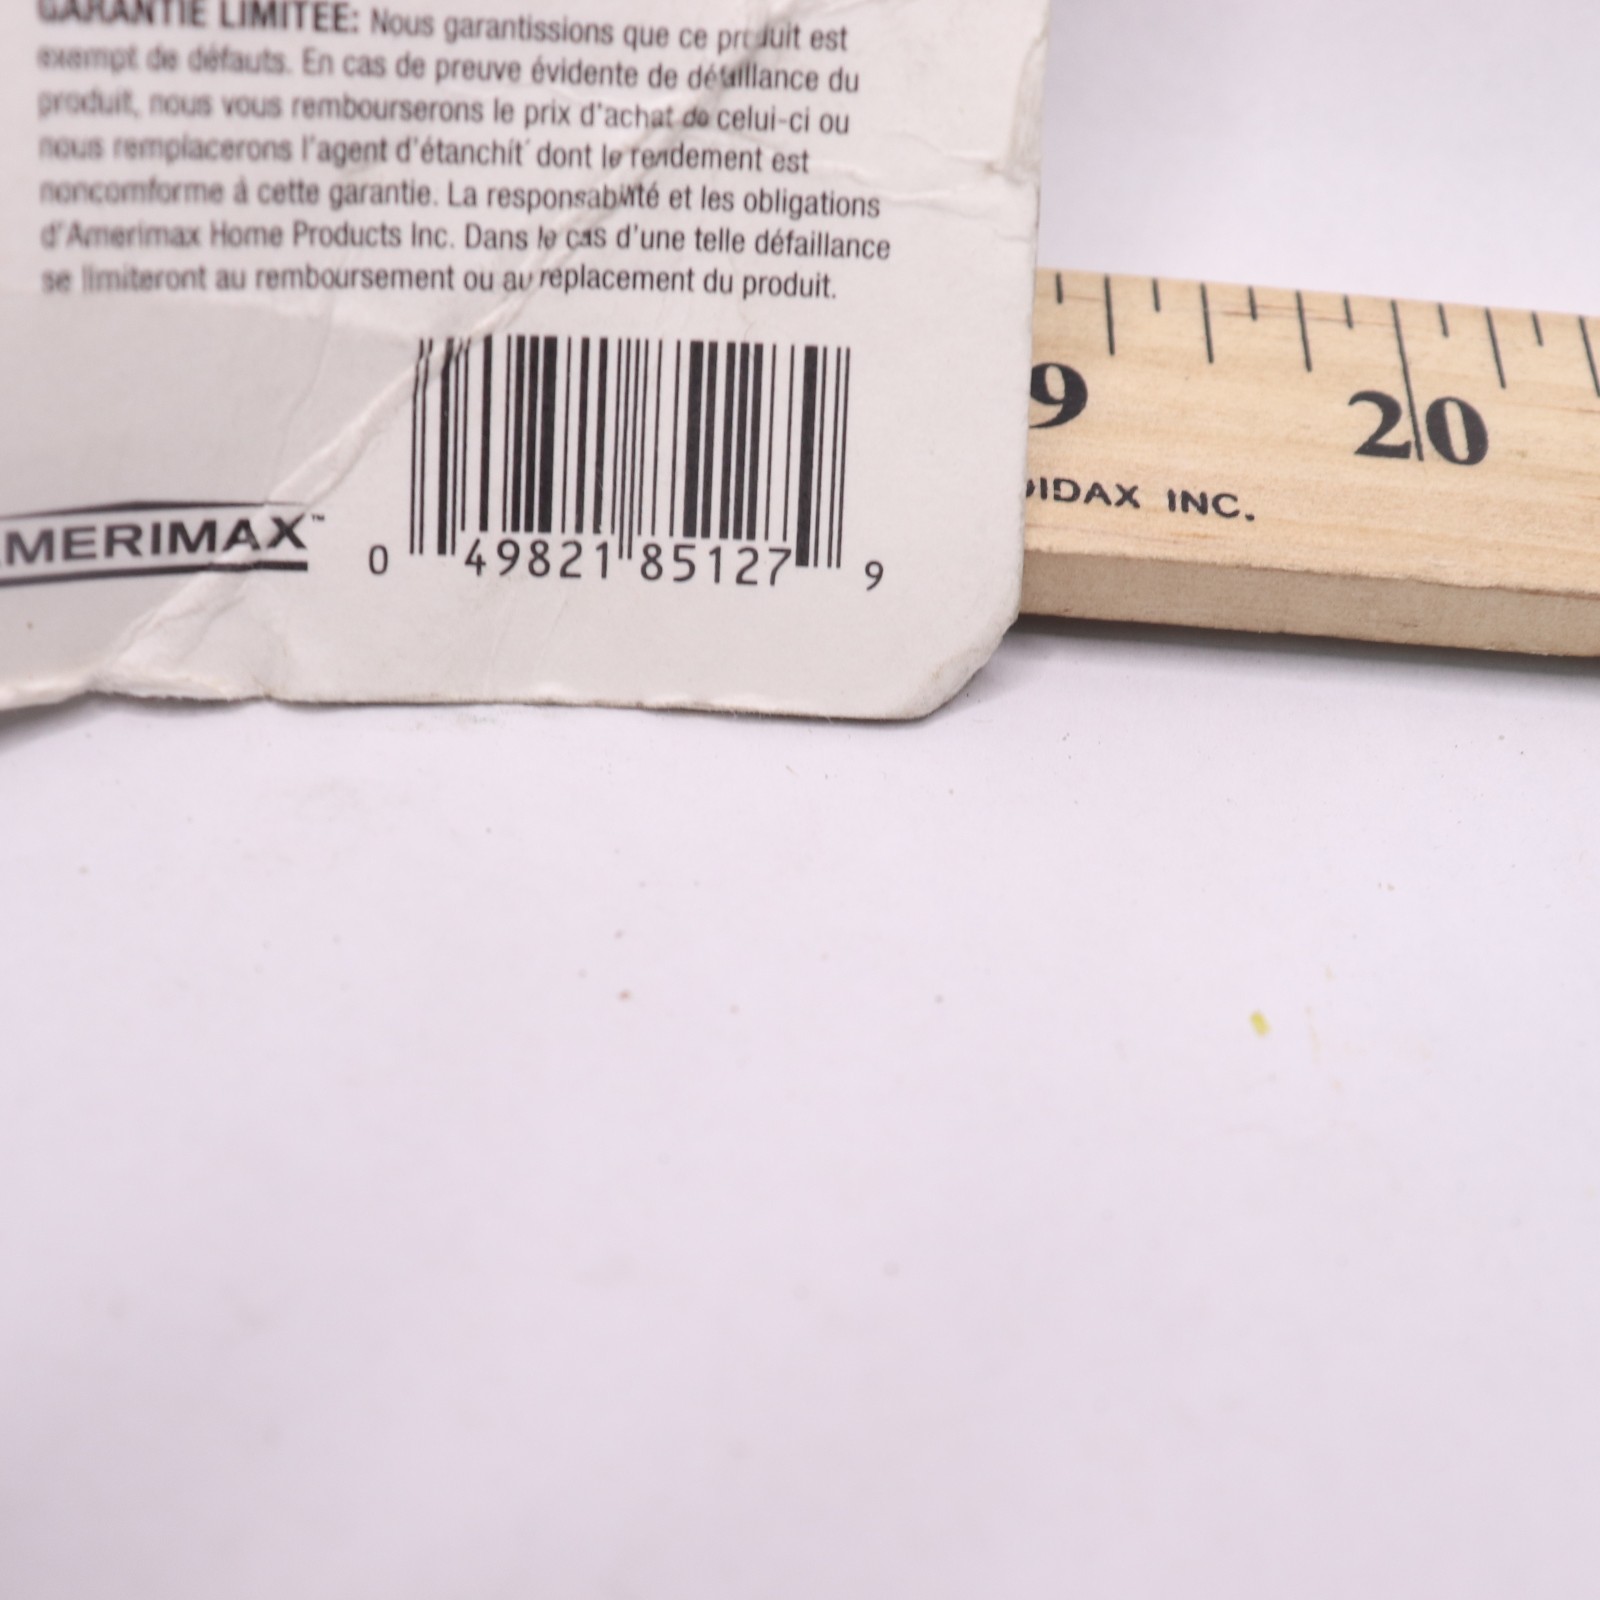 GARANTIE LIMITÉE: Nous garantissions que ce produit est
exempt de défauts. En cas de preuve évidente de défaillance du
produit, nous vous rembourserons le prix d'achat de celui-ci ou
nous remplacerons l'agent d'étanchít´ dont le rendement est
noncomforme à cette garantie. La responsabilité et les obligations
d'Amerimax Home Products Inc. Dans le cas d'une telle défaillance
se limiteront au remboursement ou au replacement du produit.
MERIMAX™
0 49821 85127 9
9 20
IDAX INC.